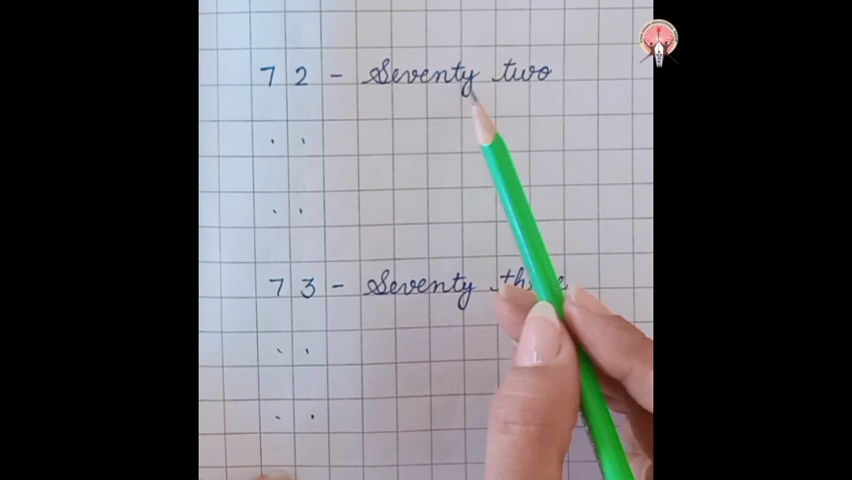 72 - Seventy two
. .
. .
73 - Seventy
. .
. .